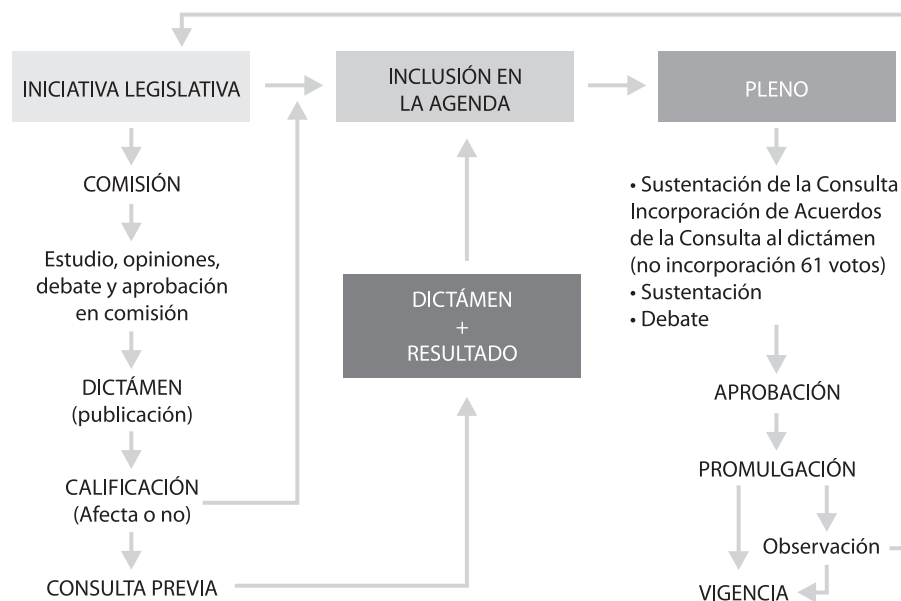 INICIATIVA LEGISLATIVA
COMISIÓN
Estudio, opiniones,
debate y aprobación
en comisión
DICTÁMEN
(publicación)
CALIFICACIÓN
(Afecta o no)
CONSULTA PREVIA
INCLUSIÓN EN
LA AGENDA
DICTÁMEN
+
RESULTADO
PLENO
• Sustentación de la Consulta
Incorporación de Acuerdos
de la Consulta al dictámen
(no incorporación 61 votos)
• Sustentación
• Debate
APROBACIÓN
PROMULGACIÓN
Observación
VIGENCIA